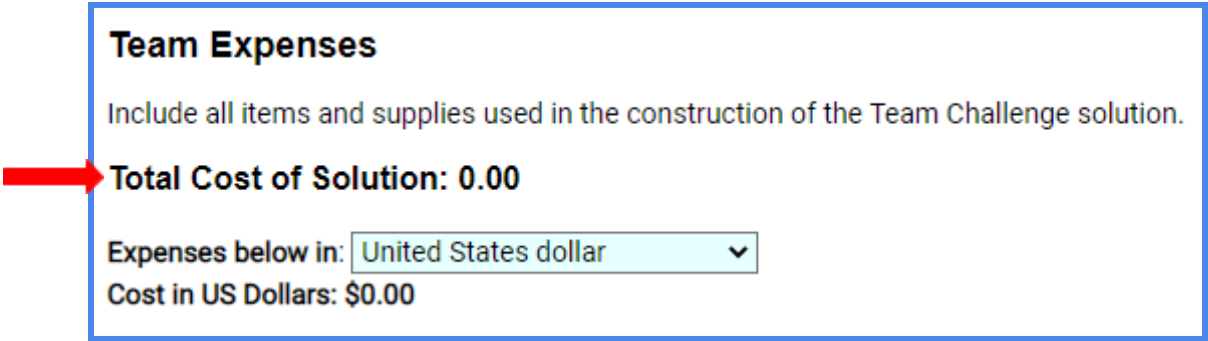 Team Expenses
Include all items and supplies used in the construction of the Team Challenge solution.
Total Cost of Solution: 0.00
Expenses below in: United States dollar
Cost in US Dollars: $0.00